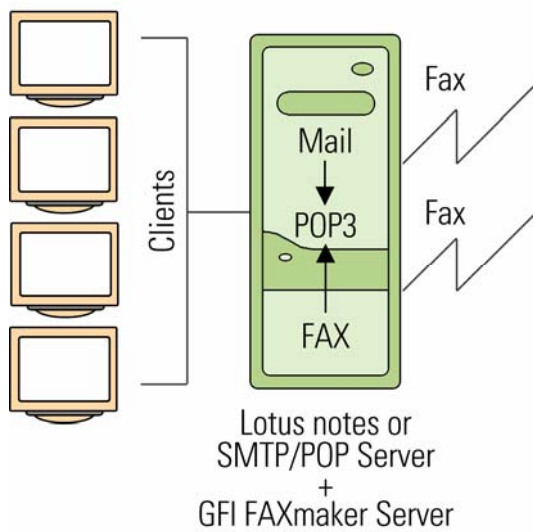 Clients
Mail
POP3
FAX
Fax
Fax
Lotus notes or
SMTP/POP Server
+
GFI FAXmaker Server